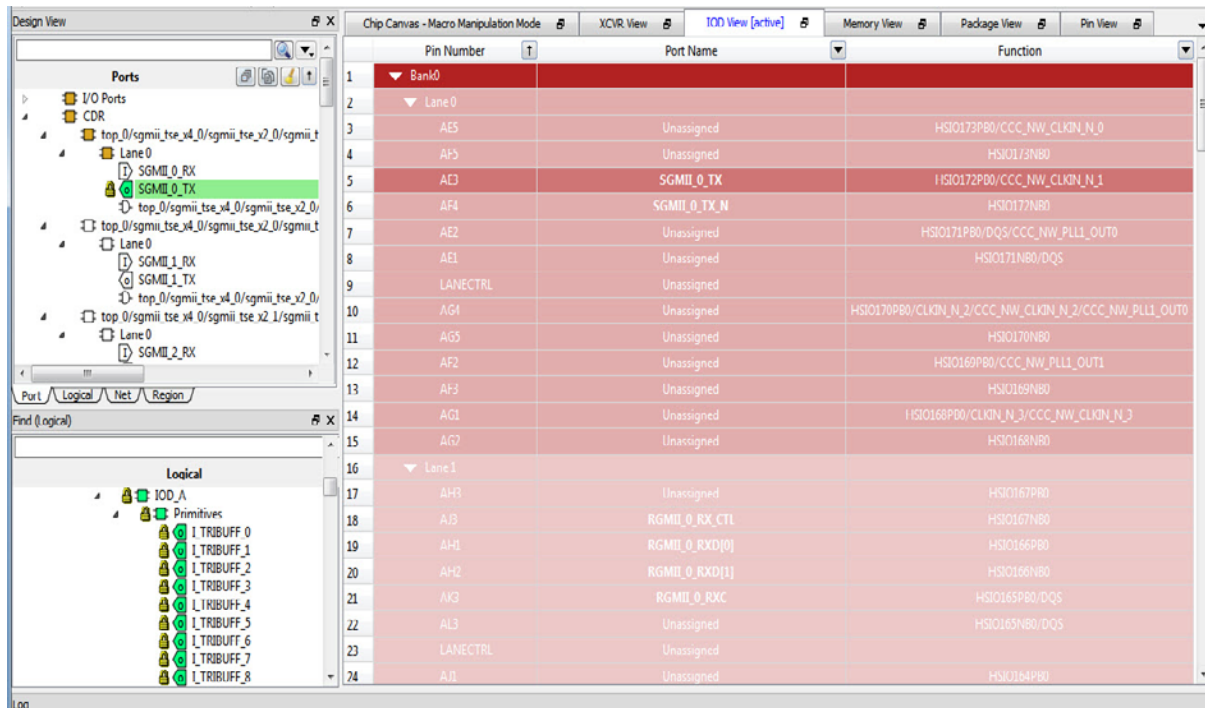 Design View
Ports
I/O Ports
CDR
top_0/sgmii_tse_x4_0/sgmii_tse_x2_0/sgmii_t
Lane 0
SGMII_0_RX
SGMII_0_TX
top_0/sgmii_tse_x4_0/sgmii_tse_x2_0/
top_0/sgmii_tse_x4_0/sgmii_tse_x2_0/sgmii_t
Lane 0
SGMII_1_RX
SGMII_1_TX
top_0/sgmii_tse_x4_0/sgmii_tse_x2_0/
top_0/sgmii_tse_x4_0/sgmii_tse_x2_1/sgmii_t
Lane 0
SGMII_2_RX
Port Logical Net Region
Find (Logical)
Logical
IOD_A
Primitives
I_TRIBUFF_0
I_TRIBUFF_1
I_TRIBUFF_2
I_TRIBUFF_3
I_TRIBUFF_4
I_TRIBUFF_5
I_TRIBUFF_6
I_TRIBUFF_7
I_TRIBUFF_8
Chip Canvas - Macro Manipulation Mode XCVR View IOD View [active] Memory View Package View Pin View
Pin Number Port Name Function
1 Bank0
2 Lane 0
3 AE5 Unassigned HSIO173PB0/CCC_NW_CLKIN_N_0
4 AF5 Unassigned HSIO173NB0
5 AE3 SGMII_0_TX HSIO172PB0/CCC_NW_CLKIN_N_1
6 AF4 SGMII_0_TX_N HSIO172NB0
7 AE2 Unassigned HSIO171PB0/DQS/CCC_NW_PLL1_OUT0
8 AE1 Unassigned HSIO171NB0/DQS
9 LANECTRL Unassigned
10 AG4 Unassigned HSIO170PB0/CLKIN_N_2/CCC_NW_CLKIN_N_2/CCC_NW_PLL1_OUT0
11 AG5 Unassigned HSIO170NB0
12 AF2 Unassigned HSIO169PB0/CCC_NW_PLL1_OUT1
13 AF3 Unassigned HSIO169NB0
14 AG1 Unassigned HSIO168PB0/CLKIN_N_3/CCC_NW_CLKIN_N_3
15 AG2 Unassigned HSIO168NB0
16 Lane 1
17 AH3 Unassigned HSIO167PB0
18 AJ3 RGMII_0_RX_CTL HSIO167NB0
19 AH1 RGMII_0_RXD[0] HSIO166PB0
20 AH2 RGMII_0_RXD[1] HSIO166NB0
21 AK3 RGMII_0_RXC HSIO165PB0/DQS
22 AL3 Unassigned HSIO165NB0/DQS
23 LANECTRL Unassigned
24 AJ1 Unassigned HSIO164PB0
Log